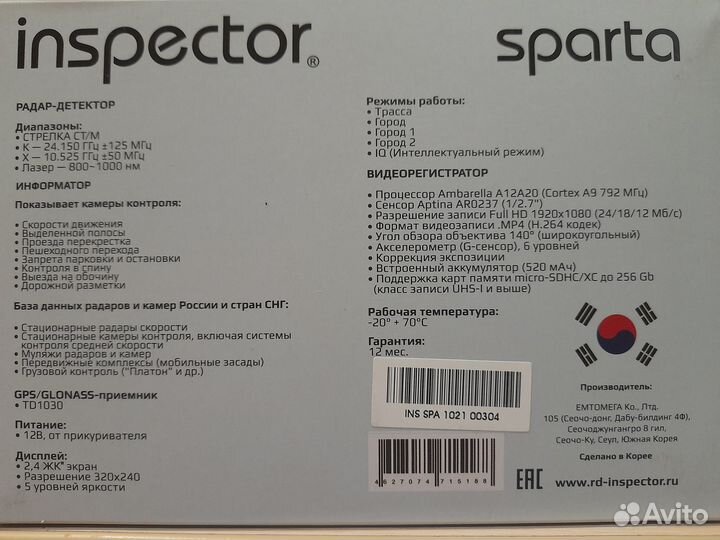 inspector®
РАДАР-ДЕТЕКТОР
Диапазоны:
• СТРЕЛКА СТ/М
• K — 24.150 ГГц ±125 МГц
• X — 10.525 ГГц ±50 МГц
• Лазер — 800~1000 нм
ИНФОРМАТОР
Показывает камеры контроля:
• Скорости движения
• Выделенной полосы
• Проезда перекрестка
• Пешеходного перехода
• Запрета парковки и остановки
• Контроля в спину
• Выезда на обочину
• Дорожной разметки
База данных радаров и камер России и стран СНГ:
• Стационарные радары скорости
• Стационарные камеры контроля, включая системы
контроля средней скорости
• Муляжи радаров и камер
• Передвижные комплексы (мобильные засады)
• Грузовой контроль ("Платон" и др.)
GPS/GLONASS-приемник
• TD1030
Питание:
• 12В, от прикуривателя
Дисплей:
• 2,4 ЖК" экран
• Разрешение 320x240
• 5 уровней яркости
sparta
Режимы работы:
• Трасса
• Город
• Город 1
• Город 2
• IQ (Интеллектуальный режим)
ВИДЕОРЕГИСТРАТОР
• Процессор Ambarella A12A20 (Cortex A9 792 МГц)
• Сенсор Aptina AR0237 (1/2.7")
• Разрешение записи Full HD 1920x1080 (24/18/12 Мб/с)
• Формат видеозаписи .MP4 (H.264 кодек)
• Угол обзора объектива 140° (широкоугольный)
• Акселерометр (G-сенсор), 6 уровней
• Коррекция экспозиции
• Встроенный аккумулятор (520 мАч)
• Поддержка карт памяти micro-SDHC/XC до 256 Gb
(класс записи UHS-I и выше)
Рабочая температура:
-20° + 70°C
Гарантия:
12 мес.
INS SPA 1021 00304
4627074715188
Производитель:
ЕМТОМЕГА Ко., Лтд.
105 (Сеочо-донг, Дабу-билдинг 4Ф),
Сеочоджунгангро 8 гил,
Сеочо-Ку, Сеул, Южная Корея
Сделано в Корее
EAC
www.rd-inspector.ru
Avito